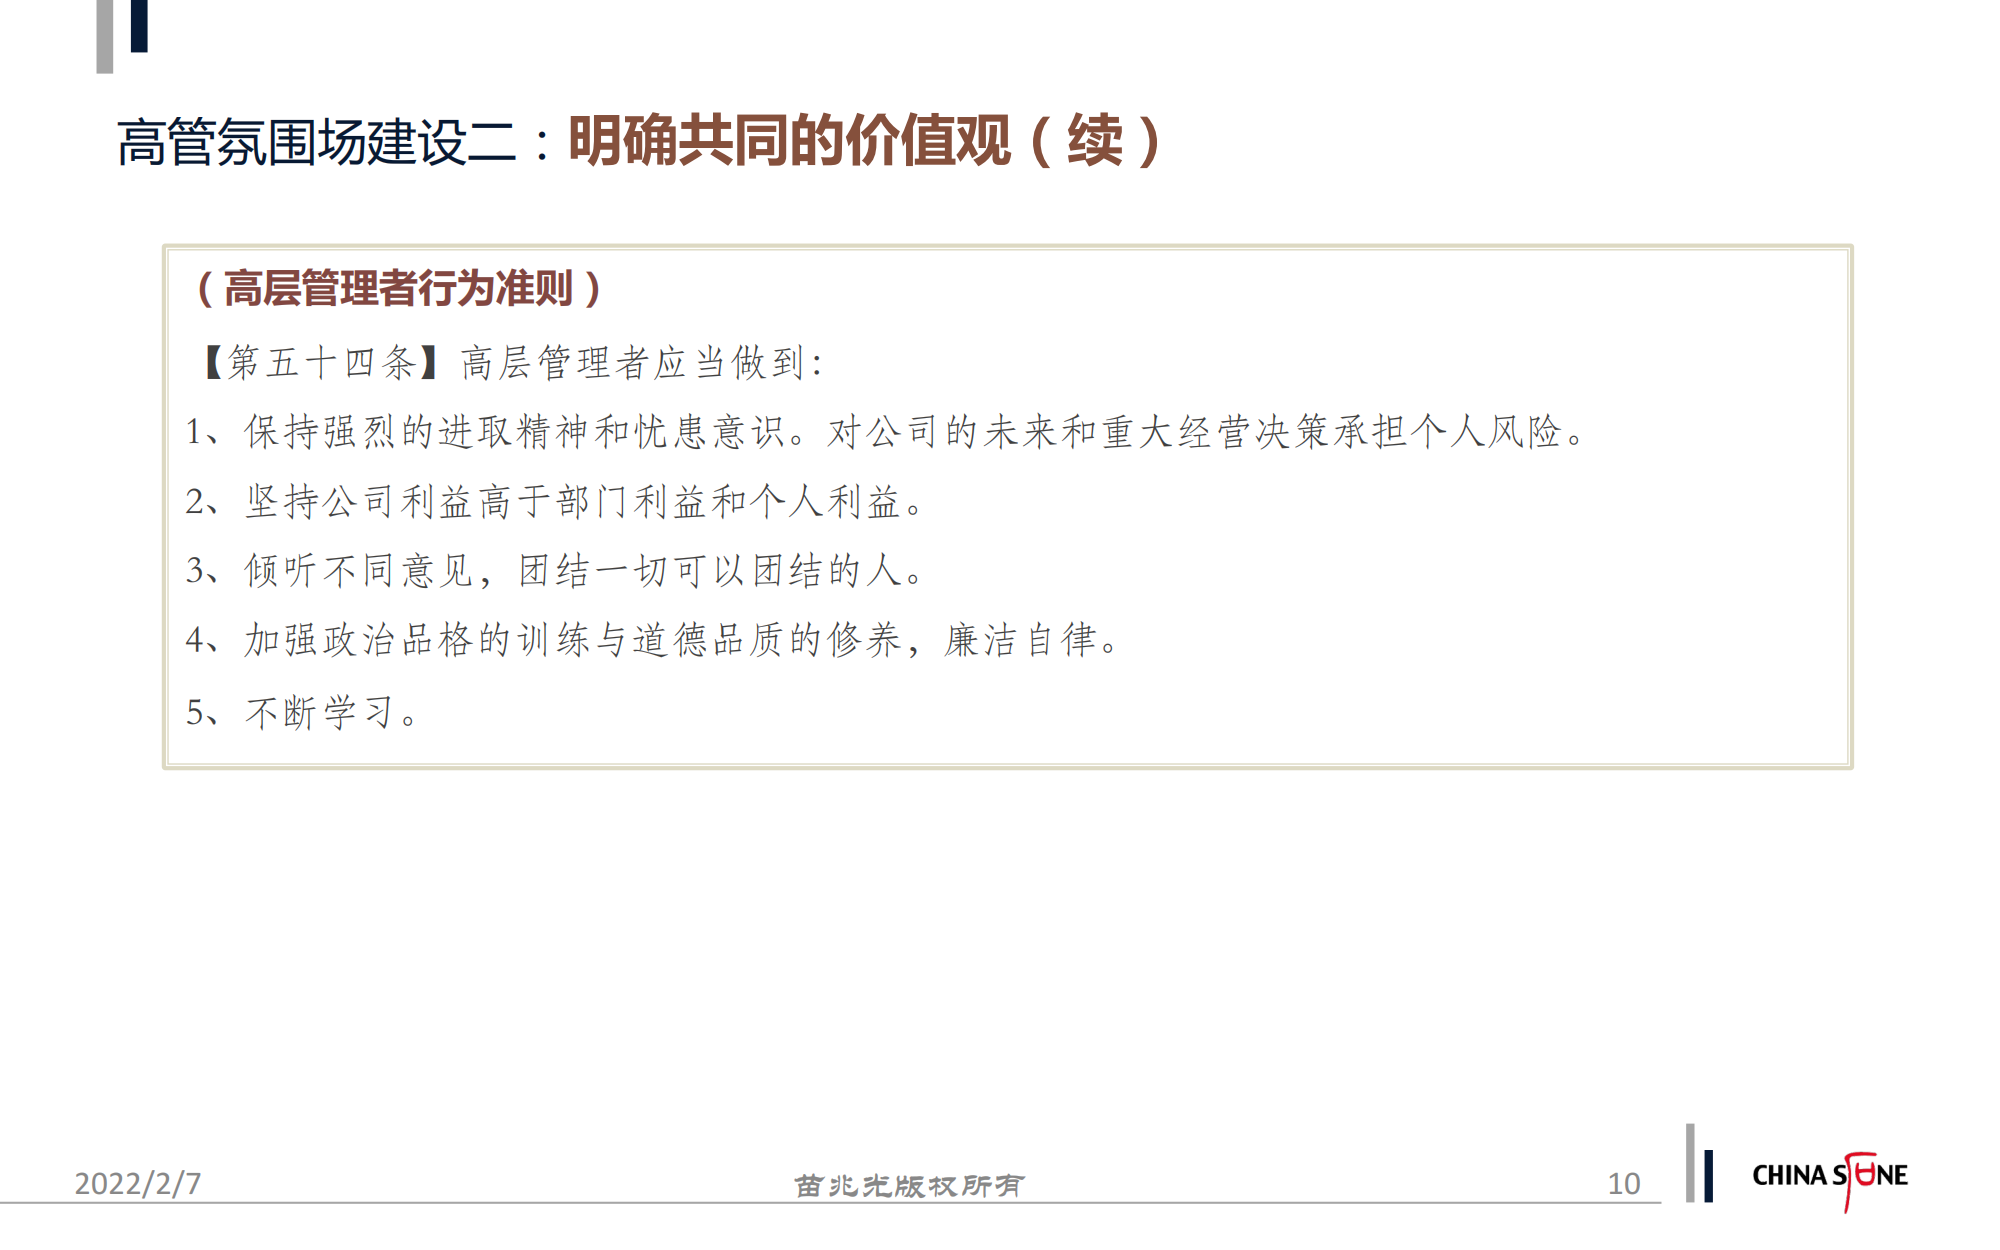 高管氛围场建设二：明确共同的价值观（续）
（高层管理者行为准则）
【第五十四条】高层管理者应当做到：
1、保持强烈的进取精神和忧患意识。对公司的未来和重大经营决策承担个人风险。
2、坚持公司利益高于部门利益和个人利益。
3、倾听不同意见，团结一切可以团结的人。
4、加强政治品格的训练与道德品质的修养，廉洁自律。
5、不断学习。
2022/2/7
苗兆光版权所有
10
CHINA STONE